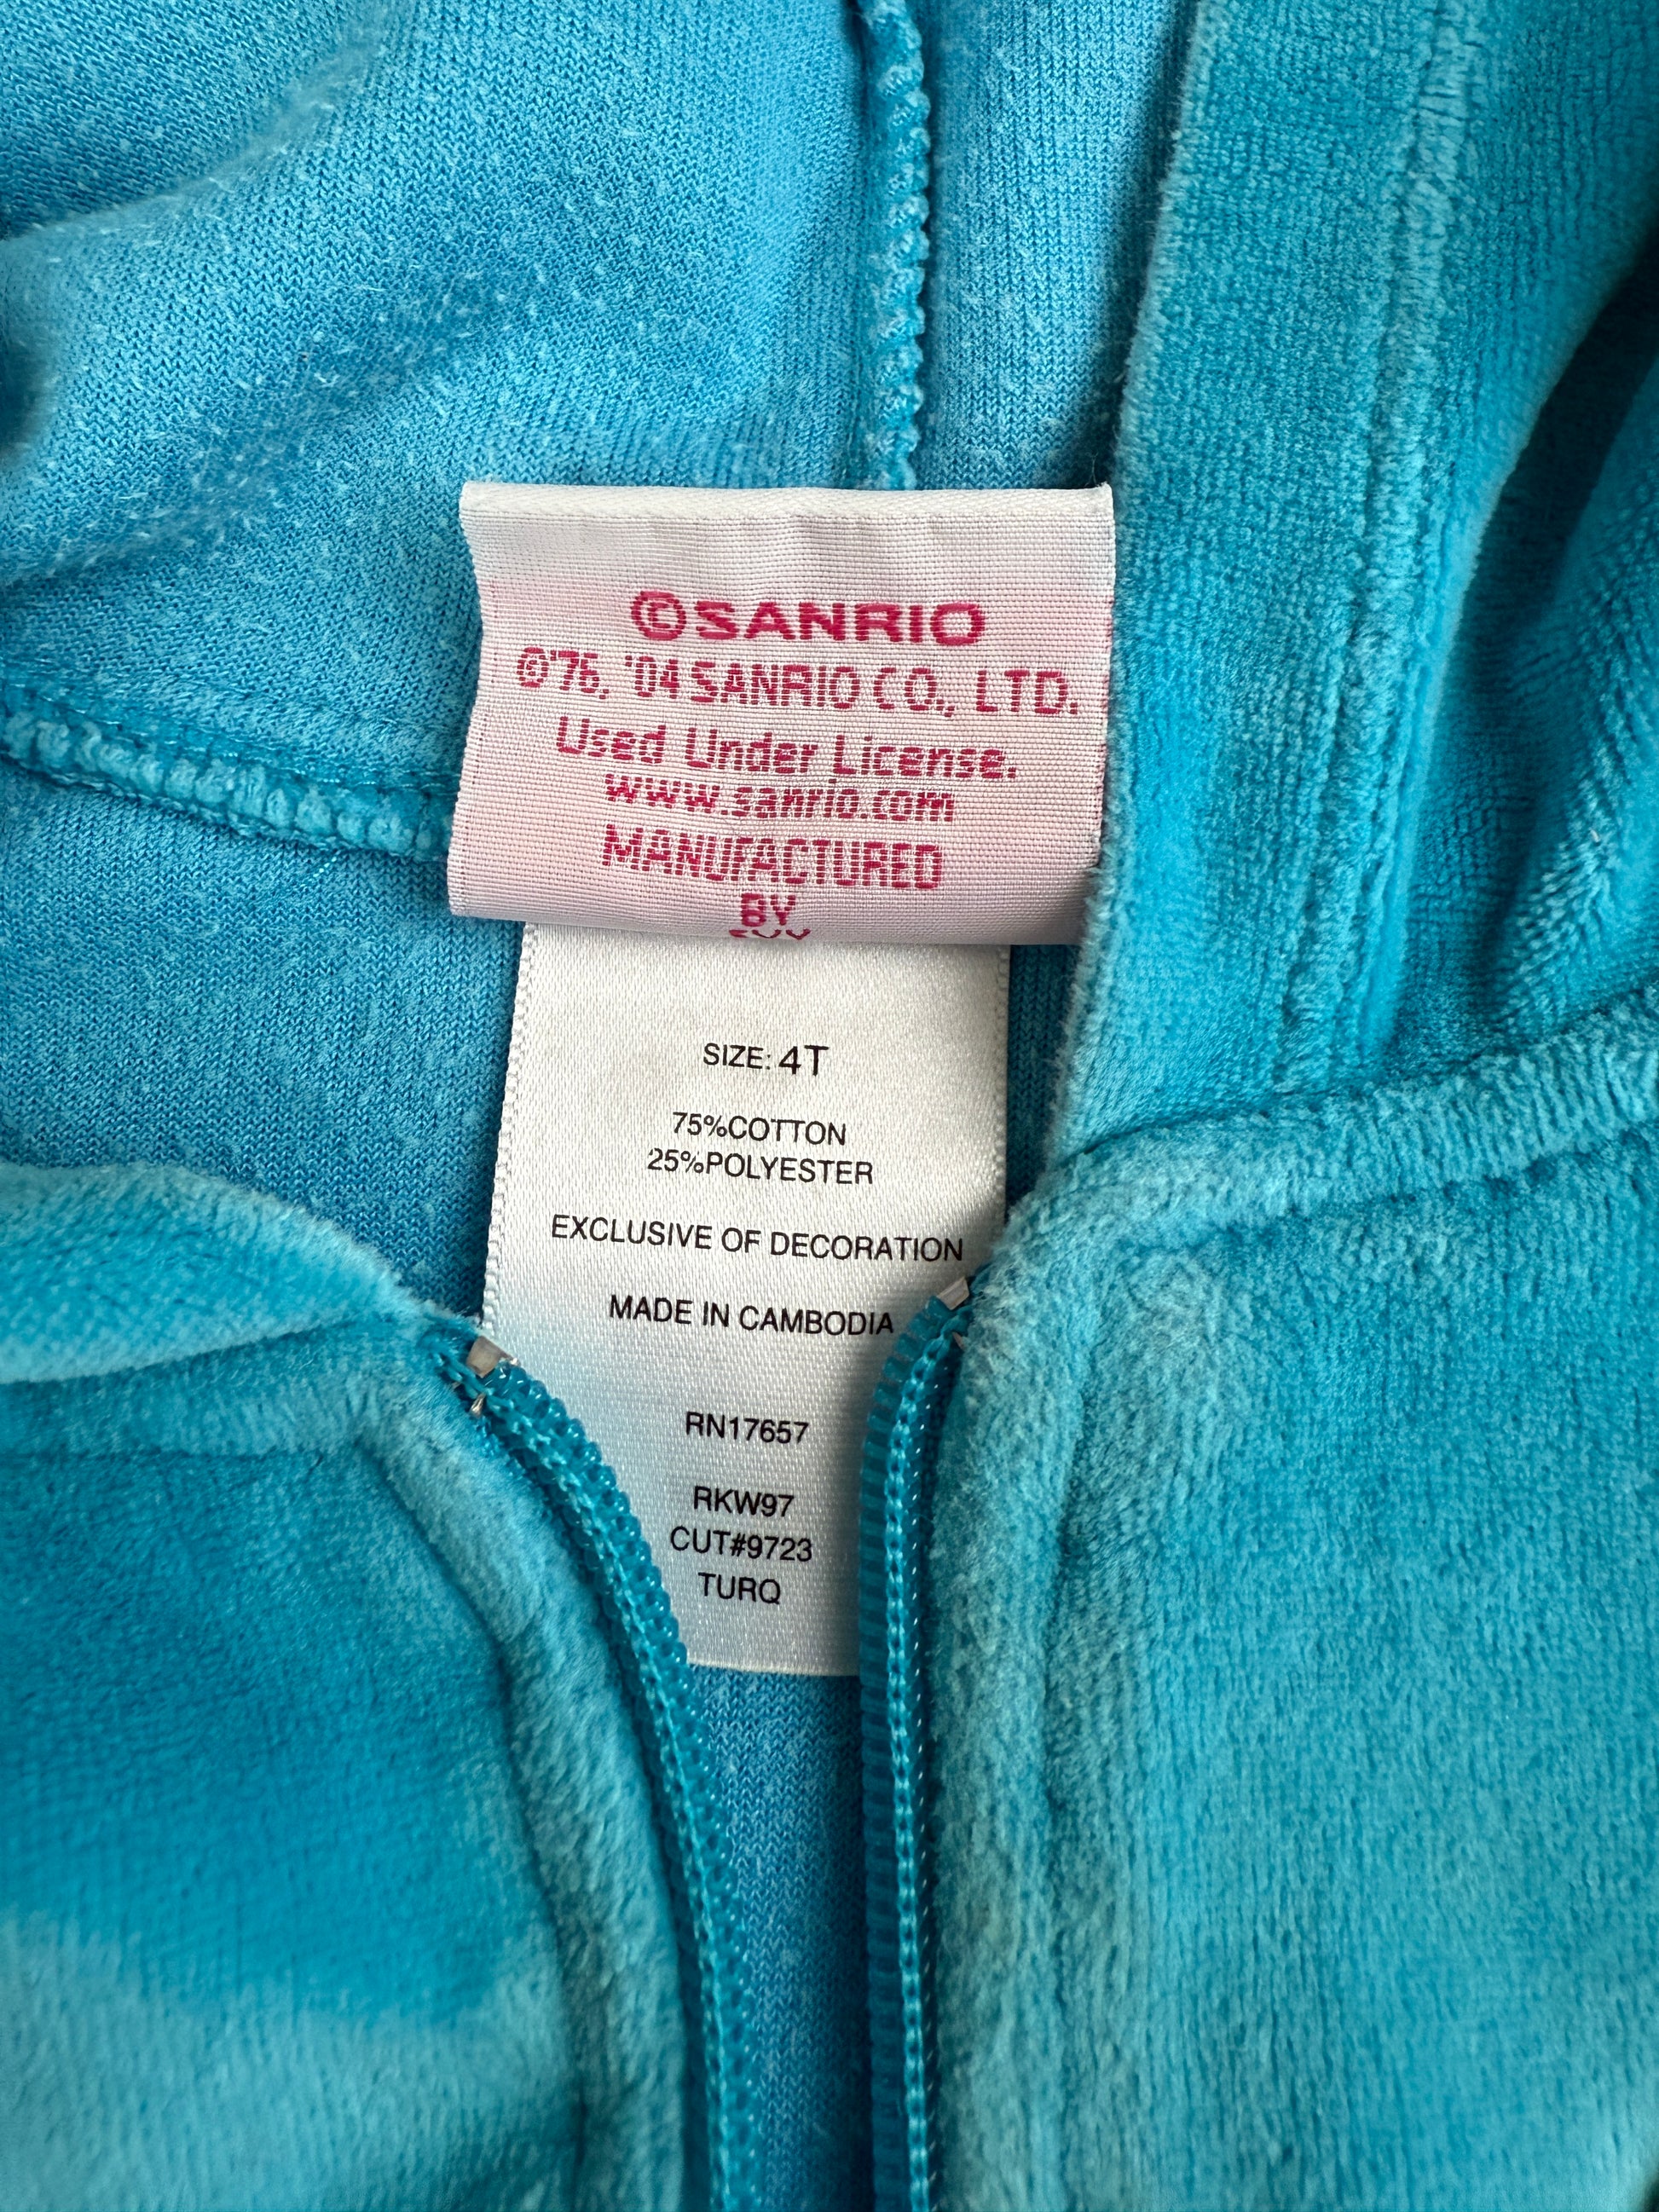 ©SANRIO
©'76, '04 SANRIO CO., LTD.
Used Under License.
www.sanrio.com
MANUFACTURED
BY
SIZE: 4T
75%COTTON
25%POLYESTER
EXCLUSIVE OF DECORATION
MADE IN CAMBODIA
RN17657
RKW97
CUT#9723
TURQ